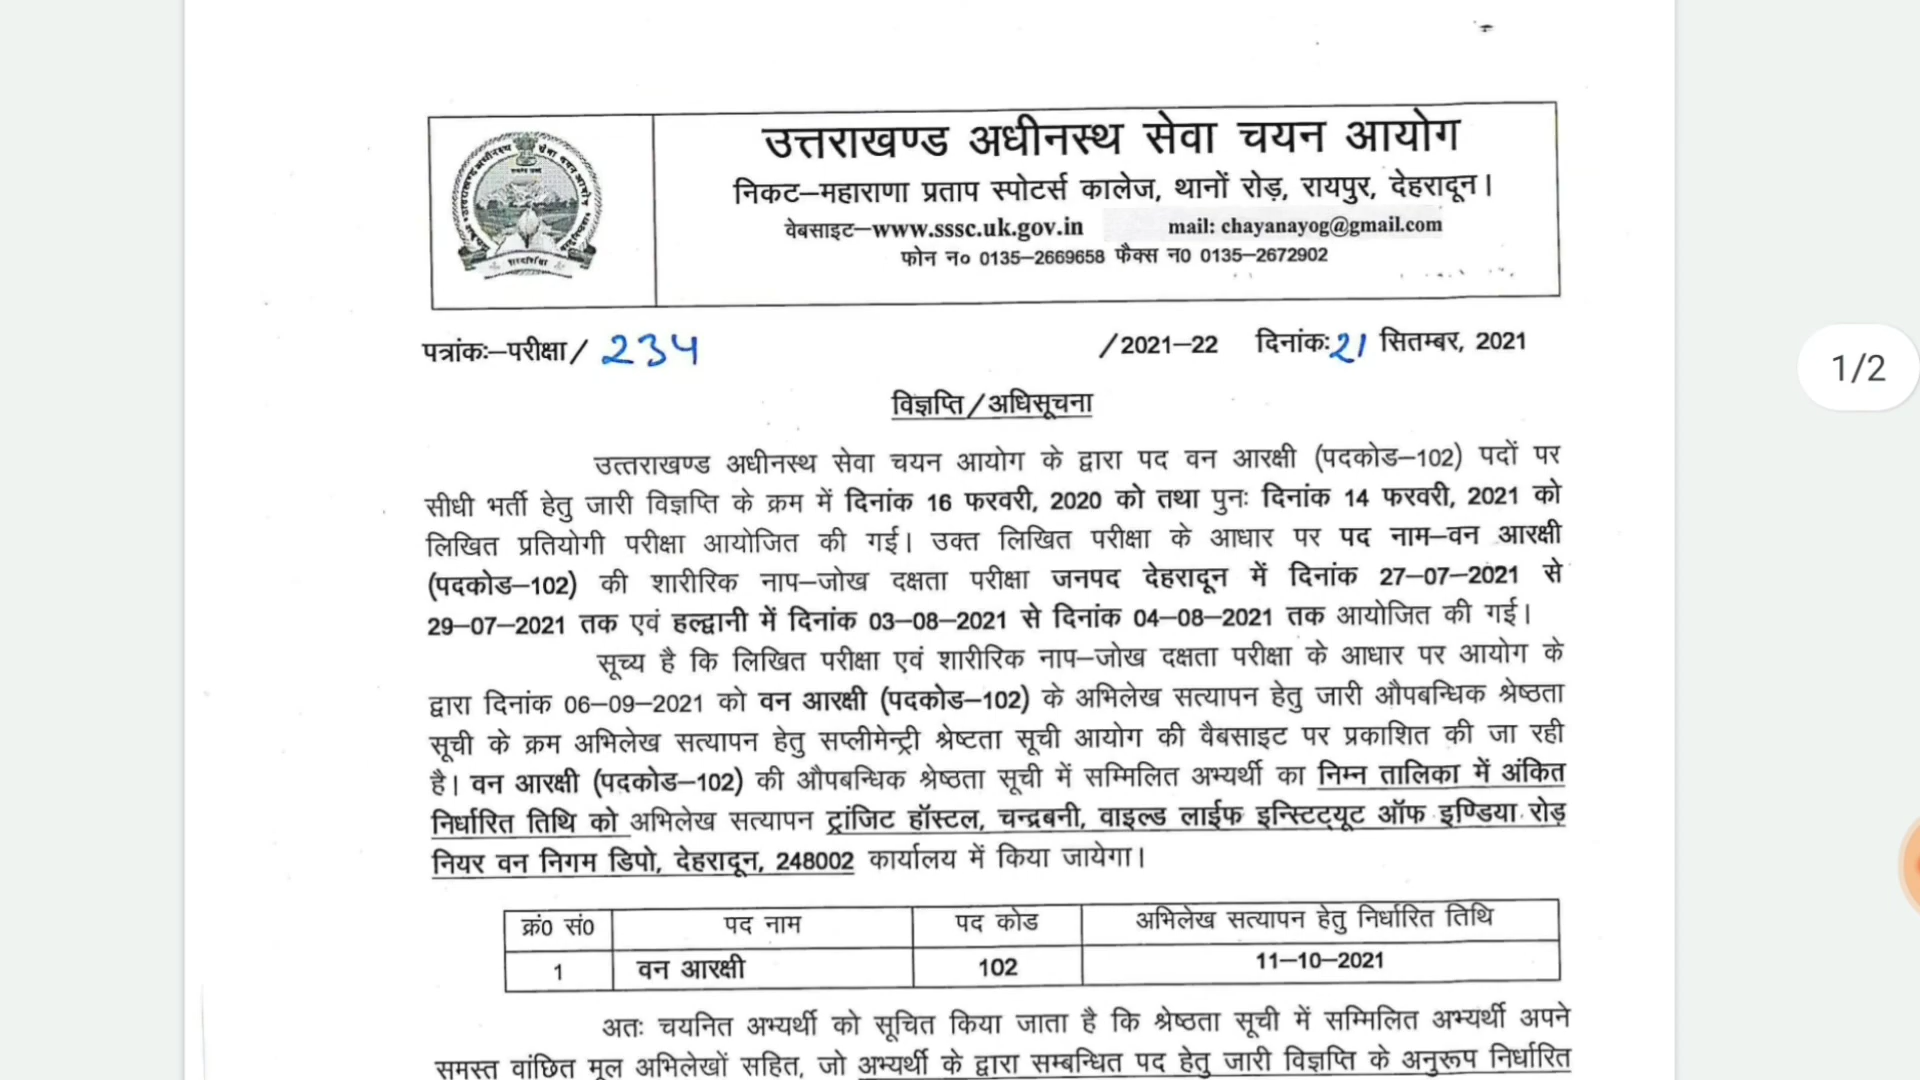 उत्तराखण्ड अधीनस्थ सेवा चयन आयोग
निकट–महाराणा प्रताप स्पोटर्स कालेज, थानों रोड़, रायपुर, देहरादून।
वेबसाइट–www.sssc.uk.gov.in mail: chayanayog@gmail.com
फोन न० 0135–2669658 फैक्स न0 0135–2672902
पत्रांकः–परीक्षा/ 234 /2021–22 दिनांकः21 सितम्बर, 2021
1/2
विज्ञप्ति/अधिसूचना
उत्तराखण्ड अधीनस्थ सेवा चयन आयोग के द्वारा पद वन आरक्षी (पदकोड–102) पदों पर
सीधी भर्ती हेतु जारी विज्ञप्ति के क्रम में दिनांक 16 फरवरी, 2020 को तथा पुनः दिनांक 14 फरवरी, 2021 को
लिखित प्रतियोगी परीक्षा आयोजित की गई। उक्त लिखित परीक्षा के आधार पर पद नाम–वन आरक्षी
(पदकोड–102) की शारीरिक नाप–जोख दक्षता परीक्षा जनपद देहरादून में दिनांक 27–07–2021 से
29–07–2021 तक एवं हल्द्वानी में दिनांक 03–08–2021 से दिनांक 04–08–2021 तक आयोजित की गई।
सूच्य है कि लिखित परीक्षा एवं शारीरिक नाप–जोख दक्षता परीक्षा के आधार पर आयोग के
द्वारा दिनांक 06–09–2021 को वन आरक्षी (पदकोड–102) के अभिलेख सत्यापन हेतु जारी औपबन्धिक श्रेष्ठता
सूची के क्रम अभिलेख सत्यापन हेतु सप्लीमेन्ट्री श्रेष्टता सूची आयोग की वैबसाइट पर प्रकाशित की जा रही
है। वन आरक्षी (पदकोड–102) की औपबन्धिक श्रेष्ठता सूची में सम्मिलित अभ्यर्थी का निम्न तालिका में अंकित
निर्धारित तिथि को अभिलेख सत्यापन ट्रांजिट हॉस्टल, चन्द्रबनी, वाइल्ड लाईफ इन्स्टिट्यूट ऑफ इण्डिया रोड़
नियर वन निगम डिपो, देहरादून, 248002 कार्यालय में किया जायेगा।
क्रं0 सं0 पद नाम पद कोड अभिलेख सत्यापन हेतु निर्धारित तिथि
1 वन आरक्षी 102 11–10–2021
अतः चयनित अभ्यर्थी को सूचित किया जाता है कि श्रेष्ठता सूची में सम्मिलित अभ्यर्थी अपने
समस्त वांछित मूल अभिलेखों सहित, जो अभ्यर्थी के द्वारा सम्बन्धित पद हेतु जारी विज्ञप्ति के अनुरूप निर्धारित